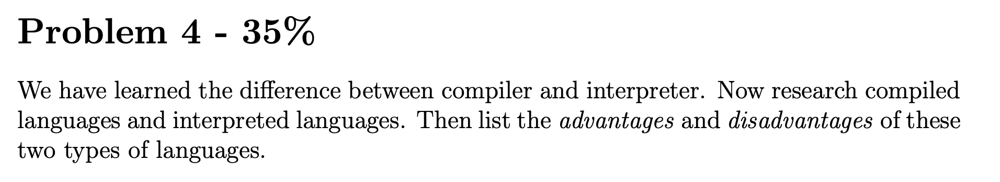 Problem 4 - 35%
We have learned the difference between compiler and interpreter. Now research compiled
languages and interpreted languages. Then list the advantages and disadvantages of these
two types of languages.